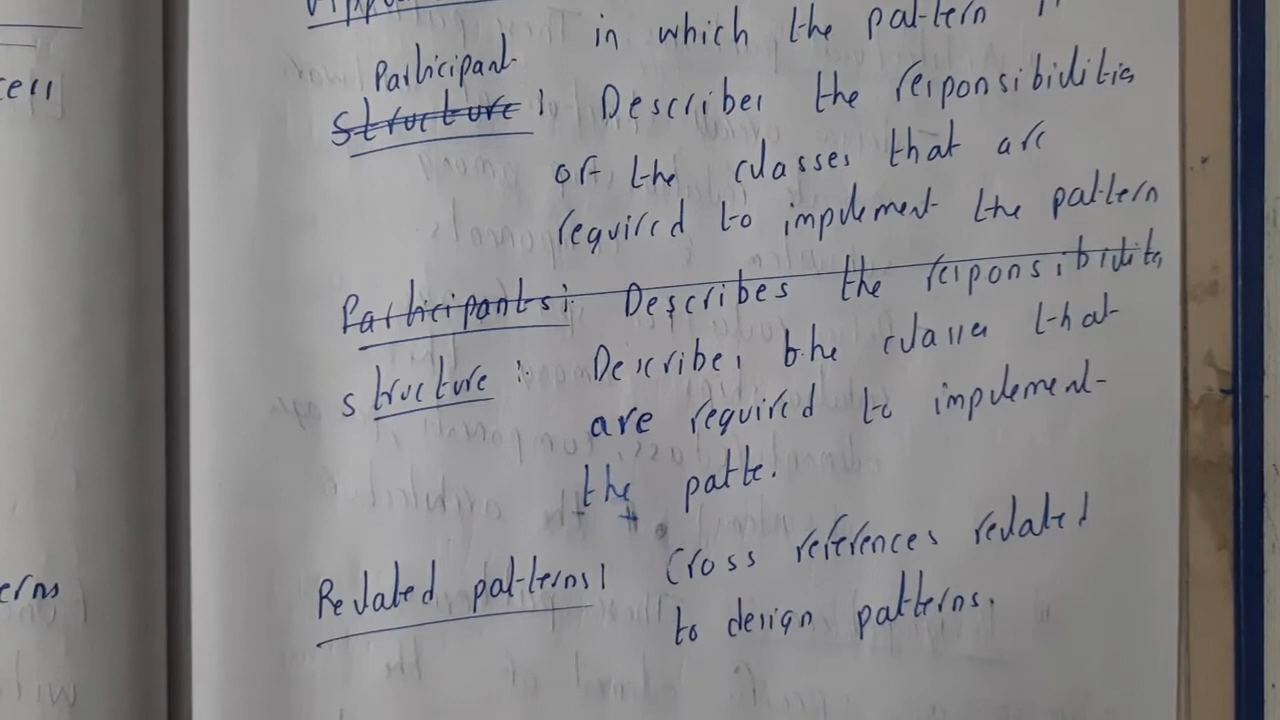 in which the pattern
Participant
Structure : Describes the responsibilities
of the classes that are
required to implement the pattern
Participants: Describes the responsibilities
structure : Describes the classes that
are required to implement
the patte.
Related patterns: Cross references related
to design patterns.
erns